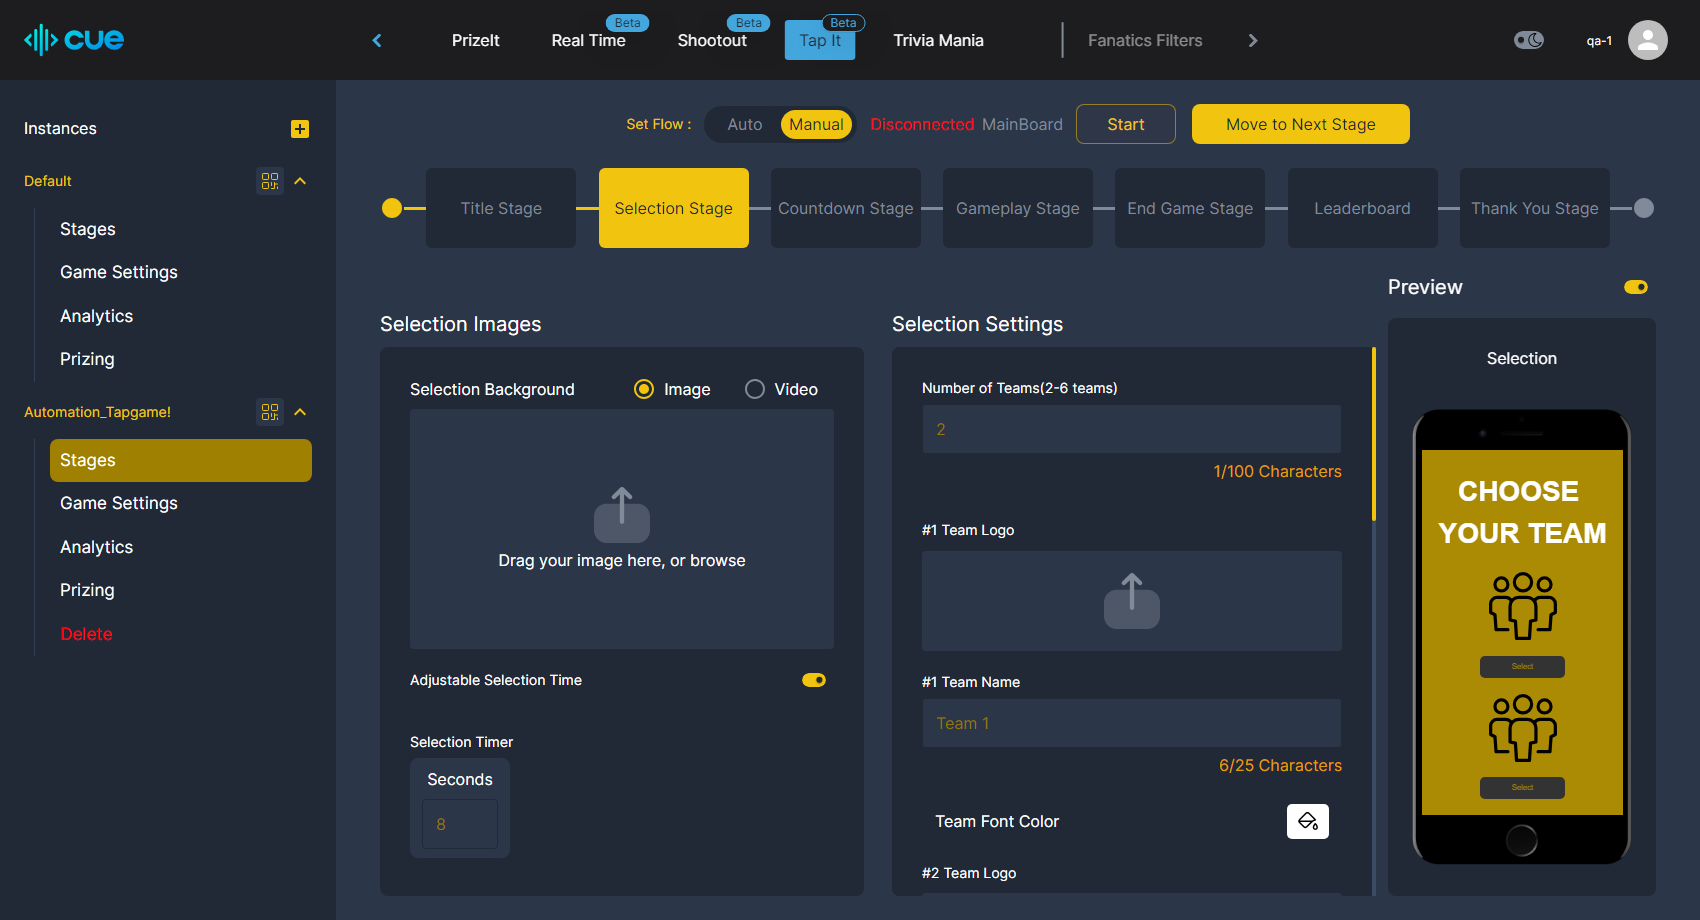 cue
PrizeIt
Real Time
Beta
Shootout
Beta
Tap It
Beta
Trivia Mania
Fanatics Filters
qa-1
Instances
Default
Stages
Game Settings
Analytics
Prizing
Automation_Tapgame!
Stages
Game Settings
Analytics
Prizing
Delete
Set Flow :
Auto
Manual
Disconnected MainBoard
Start
Move to Next Stage
Title Stage
Selection Stage
Countdown Stage
Gameplay Stage
End Game Stage
Leaderboard
Thank You Stage
Selection Images
Selection Background
Image
Video
Drag your image here, or browse
Adjustable Selection Time
Selection Timer
Seconds
8
Selection Settings
Number of Teams(2-6 teams)
2
1/100 Characters
#1 Team Logo
#1 Team Name
Team 1
6/25 Characters
Team Font Color
#2 Team Logo
Preview
Selection
CHOOSE
YOUR TEAM
Select
Select